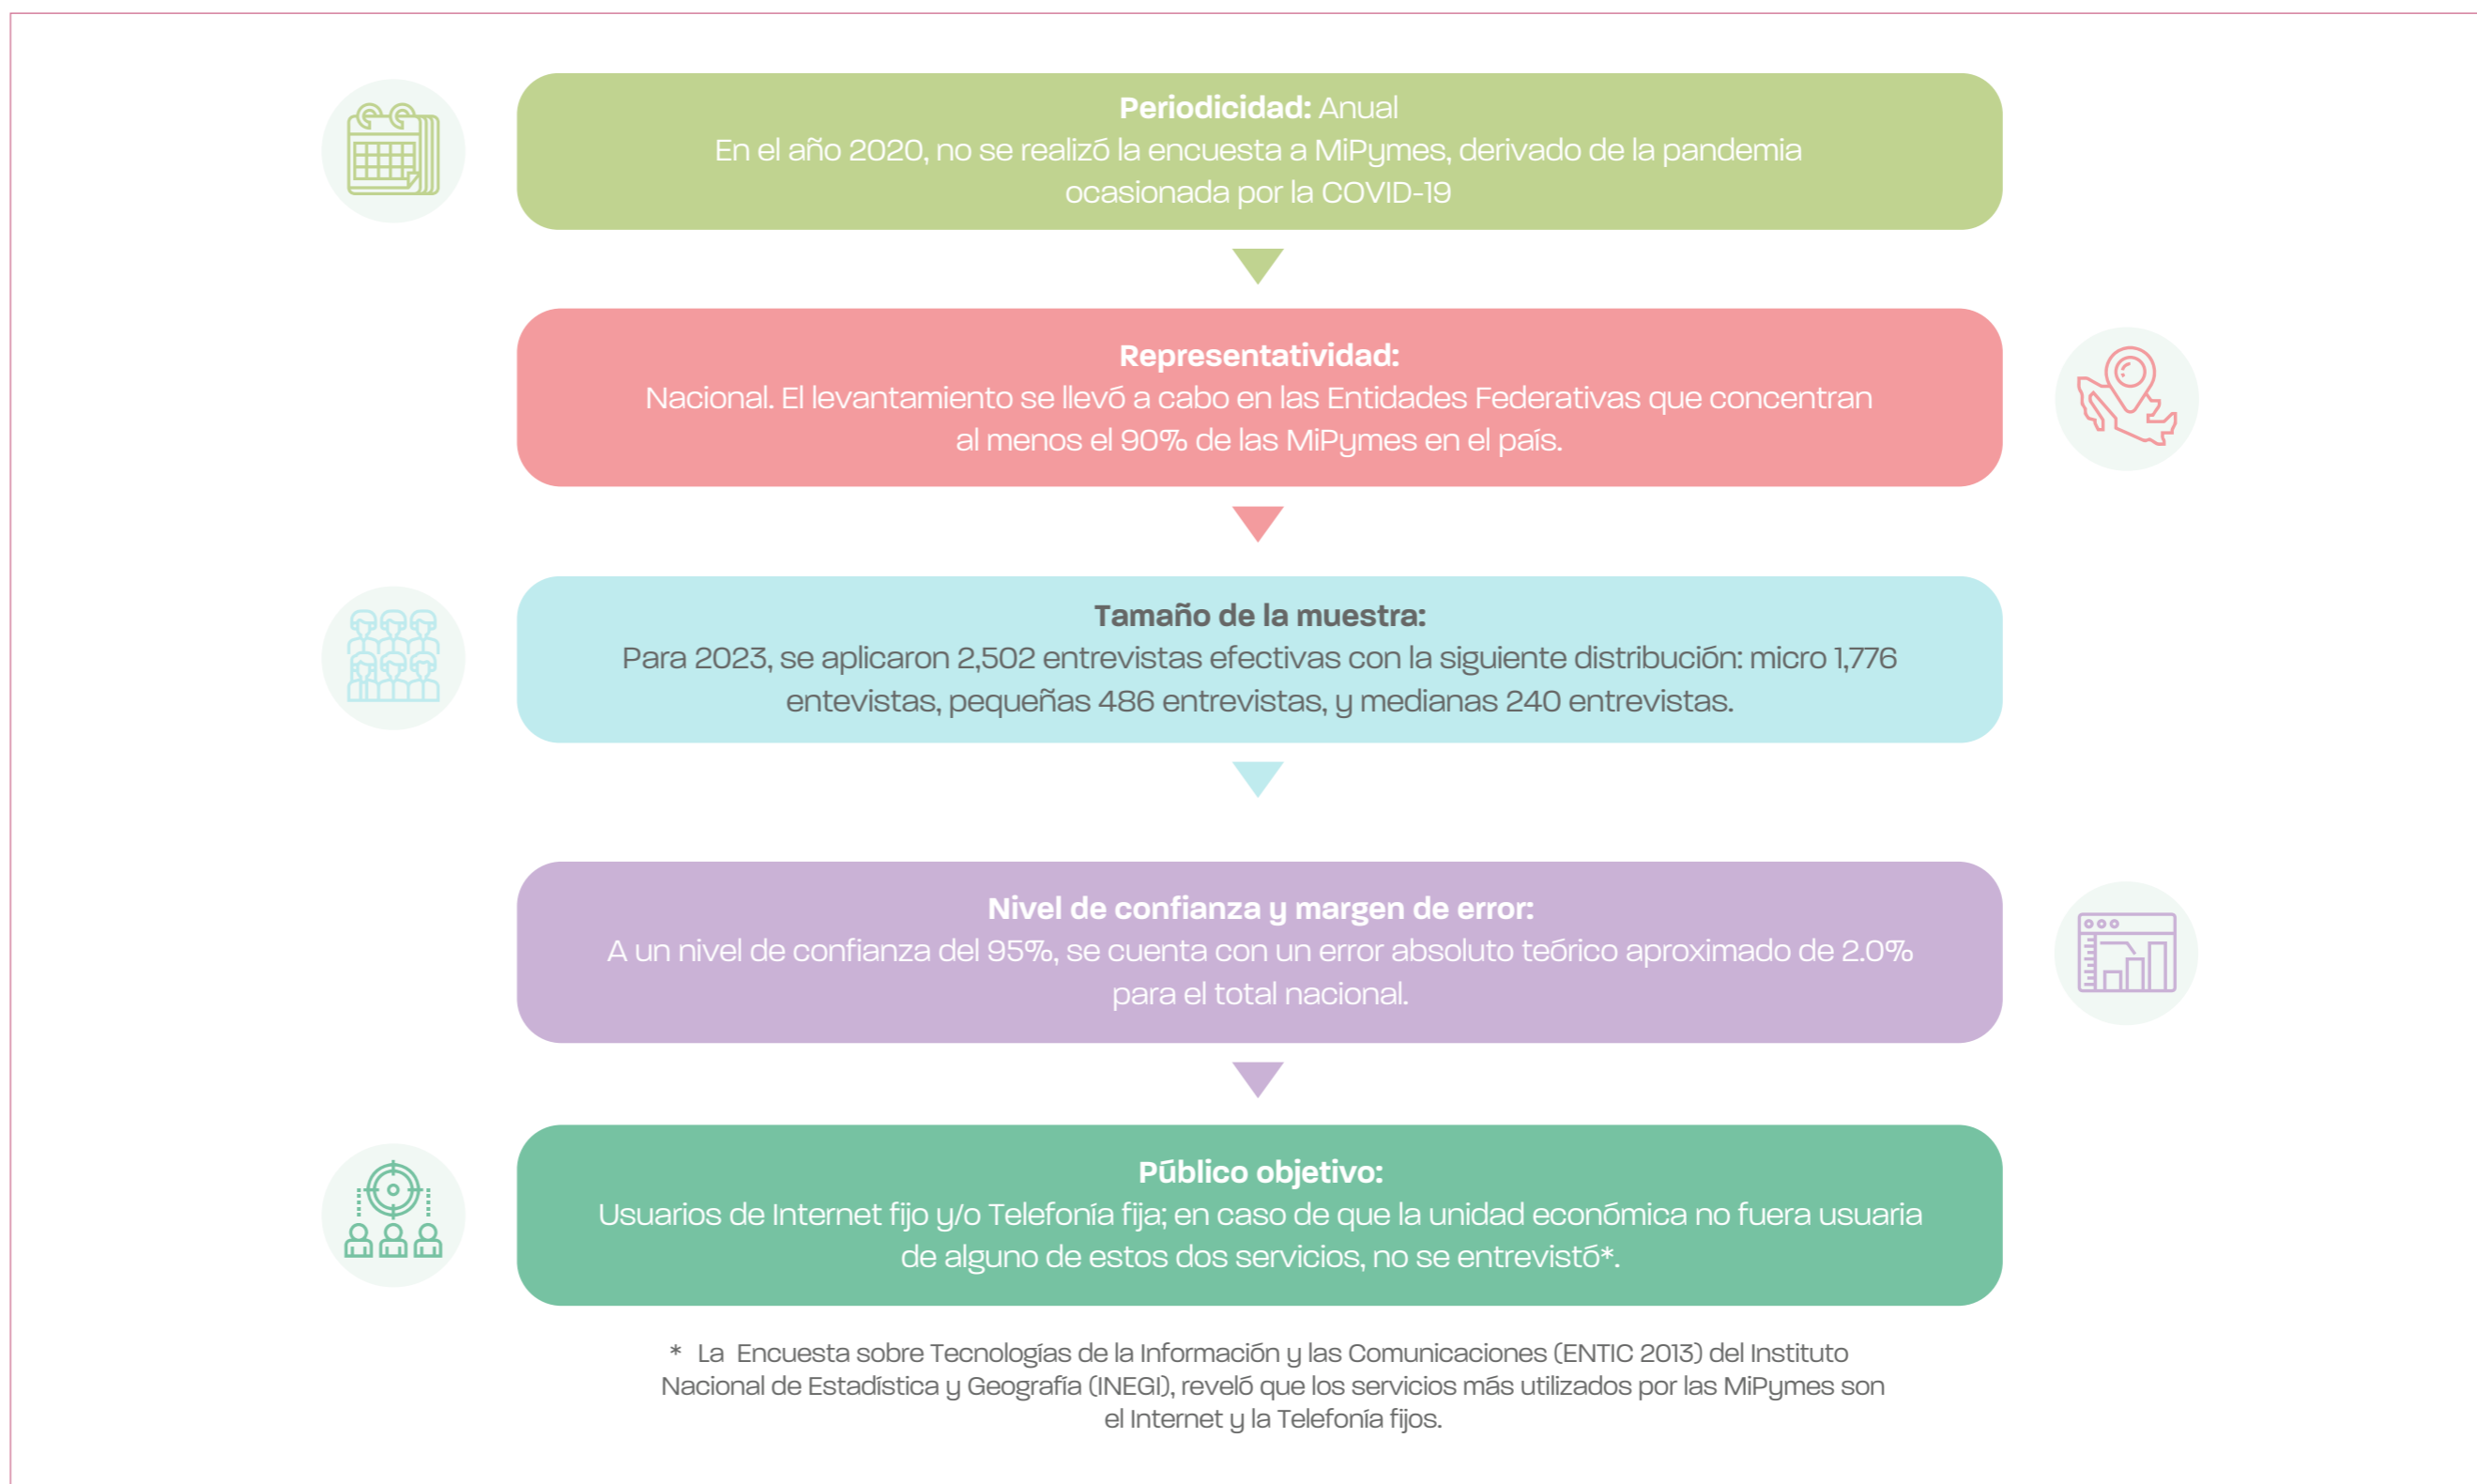 Periodicidad: Anual
En el año 2020, no se realizó la encuesta a MiPymes, derivado de la pandemia
ocasionada por la COVID-19
Representatividad:
Nacional. El levantamiento se llevó a cabo en las Entidades Federativas que concentran
al menos el 90% de las MiPymes en el país.
Tamaño de la muestra:
Para 2023, se aplicaron 2,502 entrevistas efectivas con la siguiente distribución: micro 1,776
entevistas, pequeñas 486 entrevistas, y medianas 240 entrevistas.
Nivel de confianza y margen de error:
A un nivel de confianza del 95%, se cuenta con un error absoluto teórico aproximado de 2.0%
para el total nacional.
Público objetivo:
Usuarios de Internet fijo y/o Telefonía fija; en caso de que la unidad económica no fuera usuaria
de alguno de estos dos servicios, no se entrevistó*.
* La Encuesta sobre Tecnologías de la Información y las Comunicaciones (ENTIC 2013) del Instituto
Nacional de Estadística y Geografía (INEGI), reveló que los servicios más utilizados por las MiPymes son
el Internet y la Telefonía fijos.